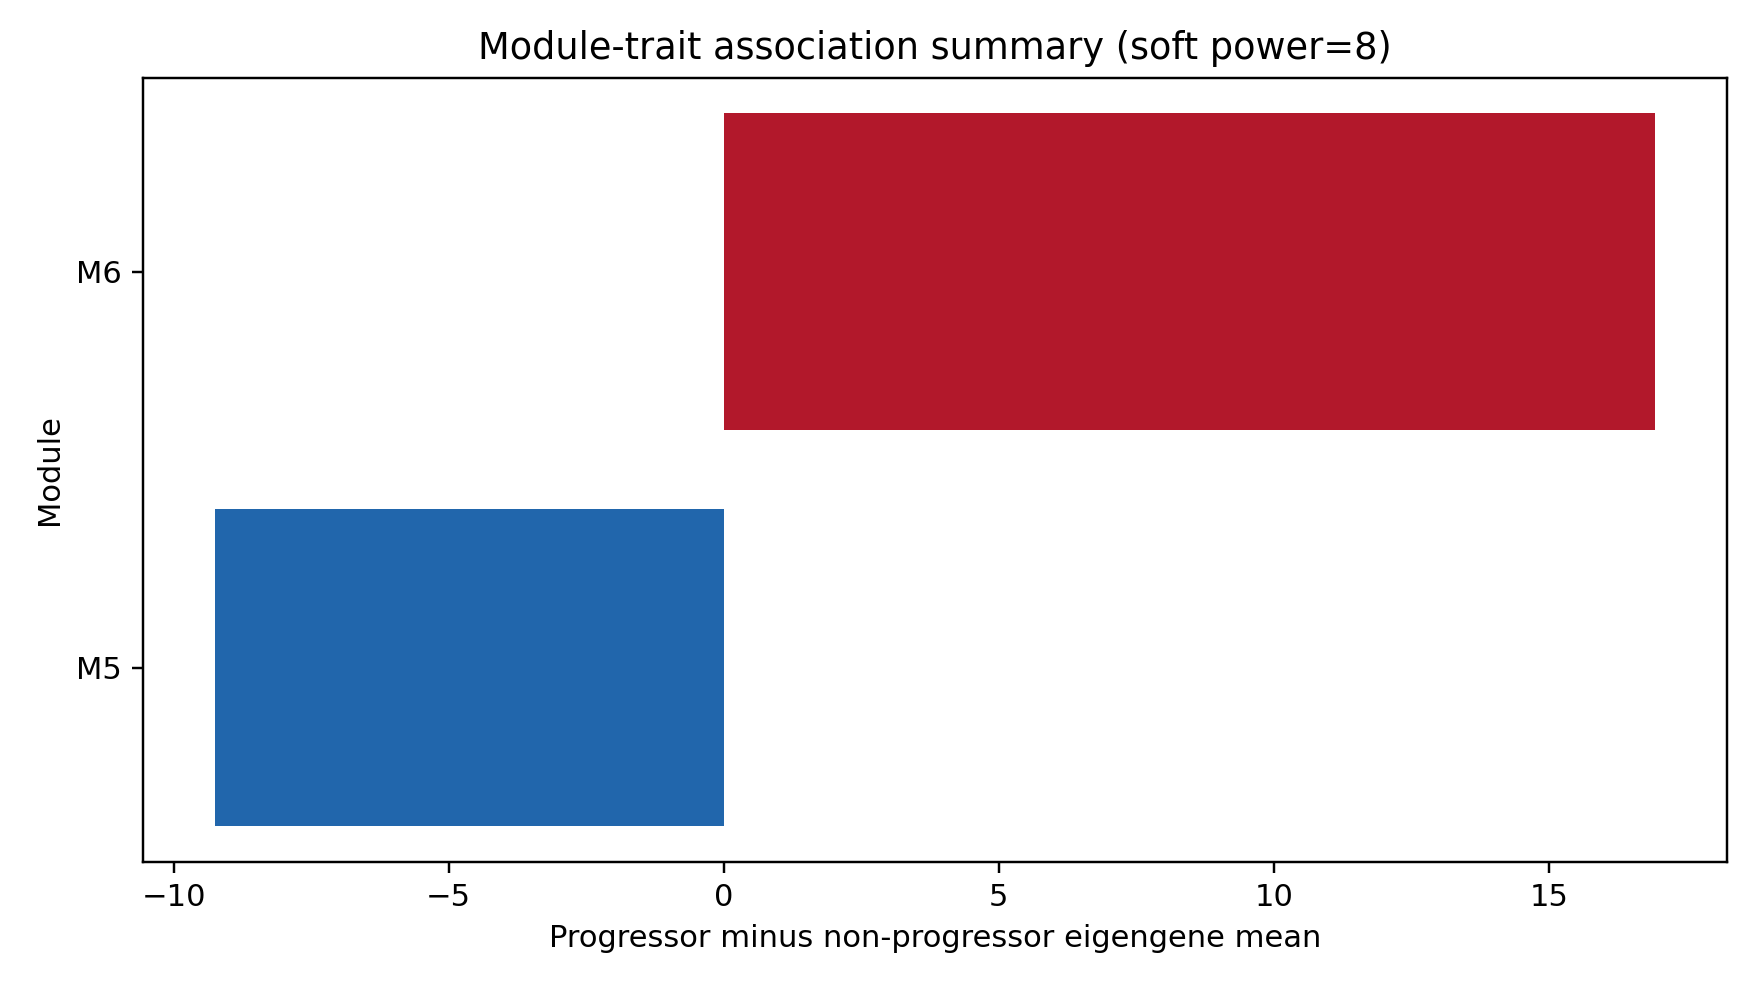 Module-trait association summary (soft power=8)
M6
Module
M5
−10 −5 0 5 10 15
Progressor minus non-progressor eigengene mean